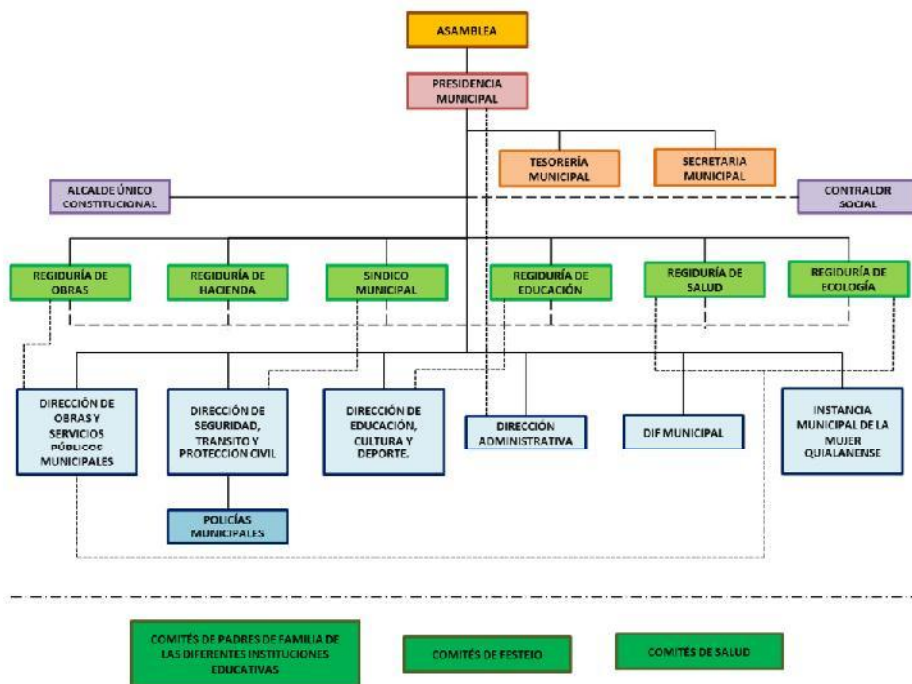 ASAMBLEA
PRESIDENCIA
MUNICIPAL
TESORERÍA
MUNICIPAL
SECRETARIA
MUNICIPAL
ALCALDE ÚNICO
CONSTITUCIONAL
CONTRALOR
SOCIAL
REGIDURÍA DE
OBRAS
REGIDURÍA DE
HACIENDA
SINDICO
MUNICIPAL
REGIDURÍA DE
EDUCACIÓN
REGIDURÍA DE
SALUD
REGIDURÍA DE
ECOLOGÍA
DIRECCIÓN DE
OBRAS Y
SERVICIOS
PÚBLICOS
MUNICIPALES
DIRECCIÓN DE
SEGURIDAD,
TRANSITO Y
PROTECCION CIVIL
DIRECCIÓN DE
EDUCACIÓN,
CULTURA Y
DEPORTE.
DIRECCIÓN
ADMINISTRATIVA
DIF MUNICIPAL
INSTANCIA
MUNICIPAL DE LA
MUJER
QUIALANENSE
POLICÍAS
MUNICIPALES
COMITÉS DE PADRES DE FAMILIA DE
LAS DIFERENTES INSTITUCIONES
EDUCATIVAS
COMITÉS DE FESTEJO
COMITÉS DE SALUD